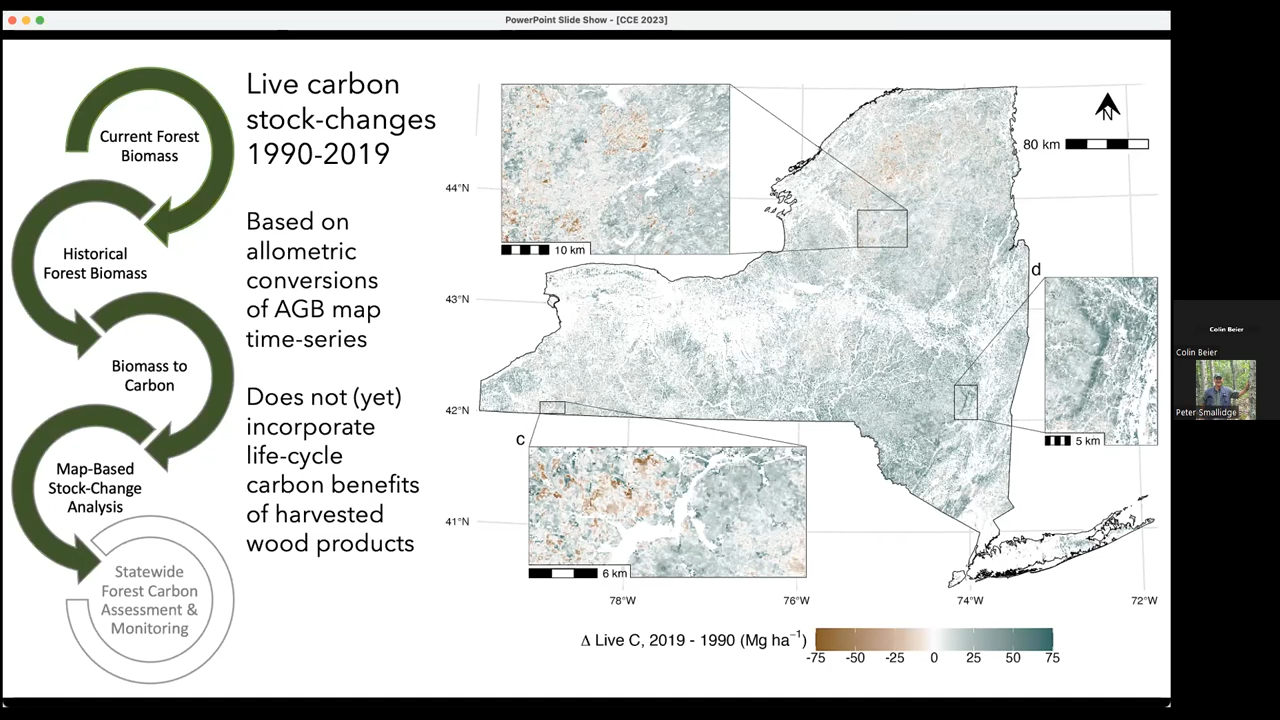 PowerPoint Slide Show - [CCE 2023]
Current Forest
Biomass
Historical
Forest Biomass
Biomass to
Carbon
Map-Based
Stock-Change
Analysis
Statewide
Forest Carbon
Assessment &
Monitoring
Live carbon
stock-changes
1990-2019
Based on
allometric
conversions
of AGB map
time-series
Does not (yet)
incorporate
life-cycle
carbon benefits
of harvested
wood products
N
80 km
44°N
43°N
42°N
41°N
10 km
d
5 km
c
6 km
78°W
76°W
74°W
72°W
Δ Live C, 2019 - 1990 (Mg ha⁻¹)
-75 -50 -25 0 25 50 75
Colin Beier
Colin Beier
Peter Smallidge